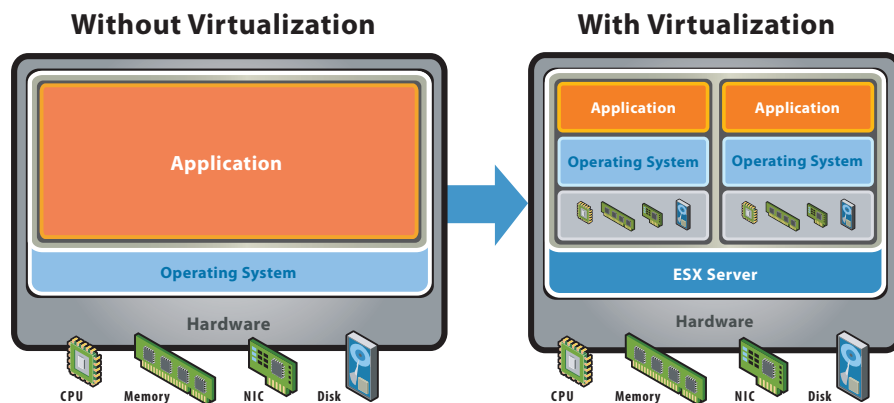 Without Virtualization
Application
Operating System
Hardware
CPU
Memory
NIC
Disk
With Virtualization
Application
Application
Operating System
Operating System
ESX Server
Hardware
CPU
Memory
NIC
Disk